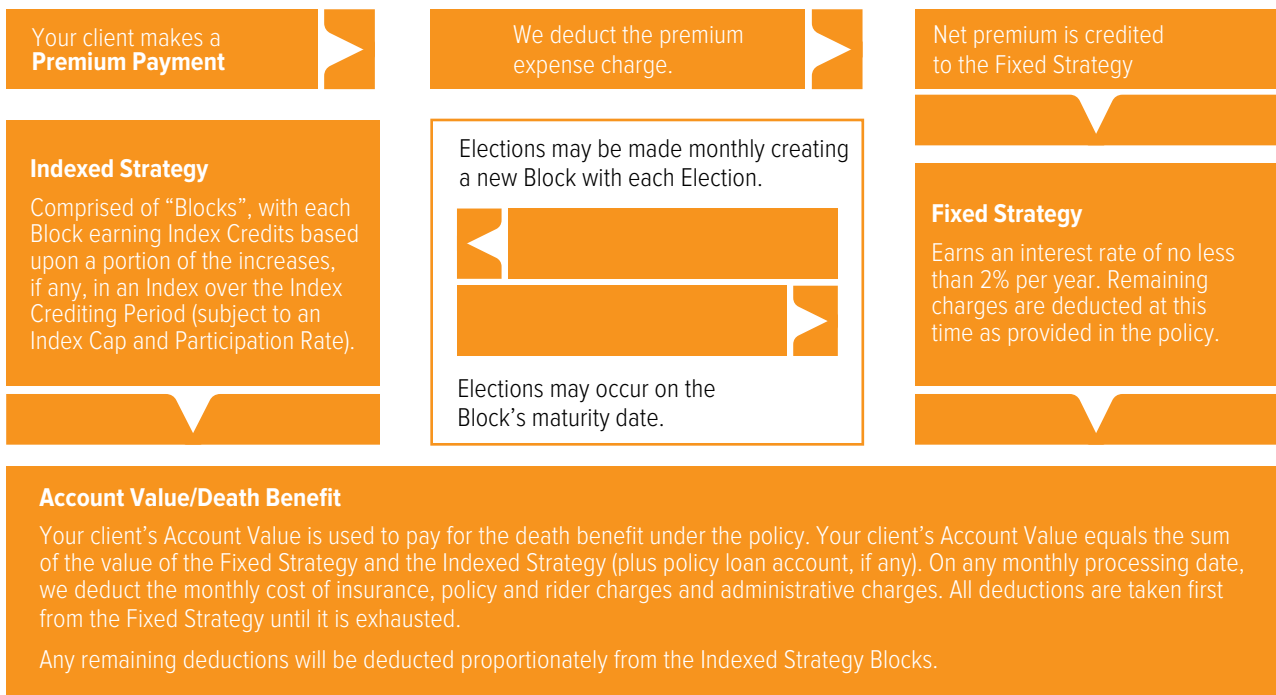 Your client makes a
Premium Payment
We deduct the premium
expense charge.
Net premium is credited
to the Fixed Strategy
Indexed Strategy
Comprised of “Blocks”, with each
Block earning Index Credits based
upon a portion of the increases,
if any, in an Index over the Index
Crediting Period (subject to an
Index Cap and Participation Rate).
Elections may be made monthly creating
a new Block with each Election.
Elections may occur on the
Block’s maturity date.
Fixed Strategy
Earns an interest rate of no less
than 2% per year. Remaining
charges are deducted at this
time as provided in the policy.
Account Value/Death Benefit
Your client’s Account Value is used to pay for the death benefit under the policy. Your client’s Account Value equals the sum
of the value of the Fixed Strategy and the Indexed Strategy (plus policy loan account, if any). On any monthly processing date,
we deduct the monthly cost of insurance, policy and rider charges and administrative charges. All deductions are taken first
from the Fixed Strategy until it is exhausted.
Any remaining deductions will be deducted proportionately from the Indexed Strategy Blocks.